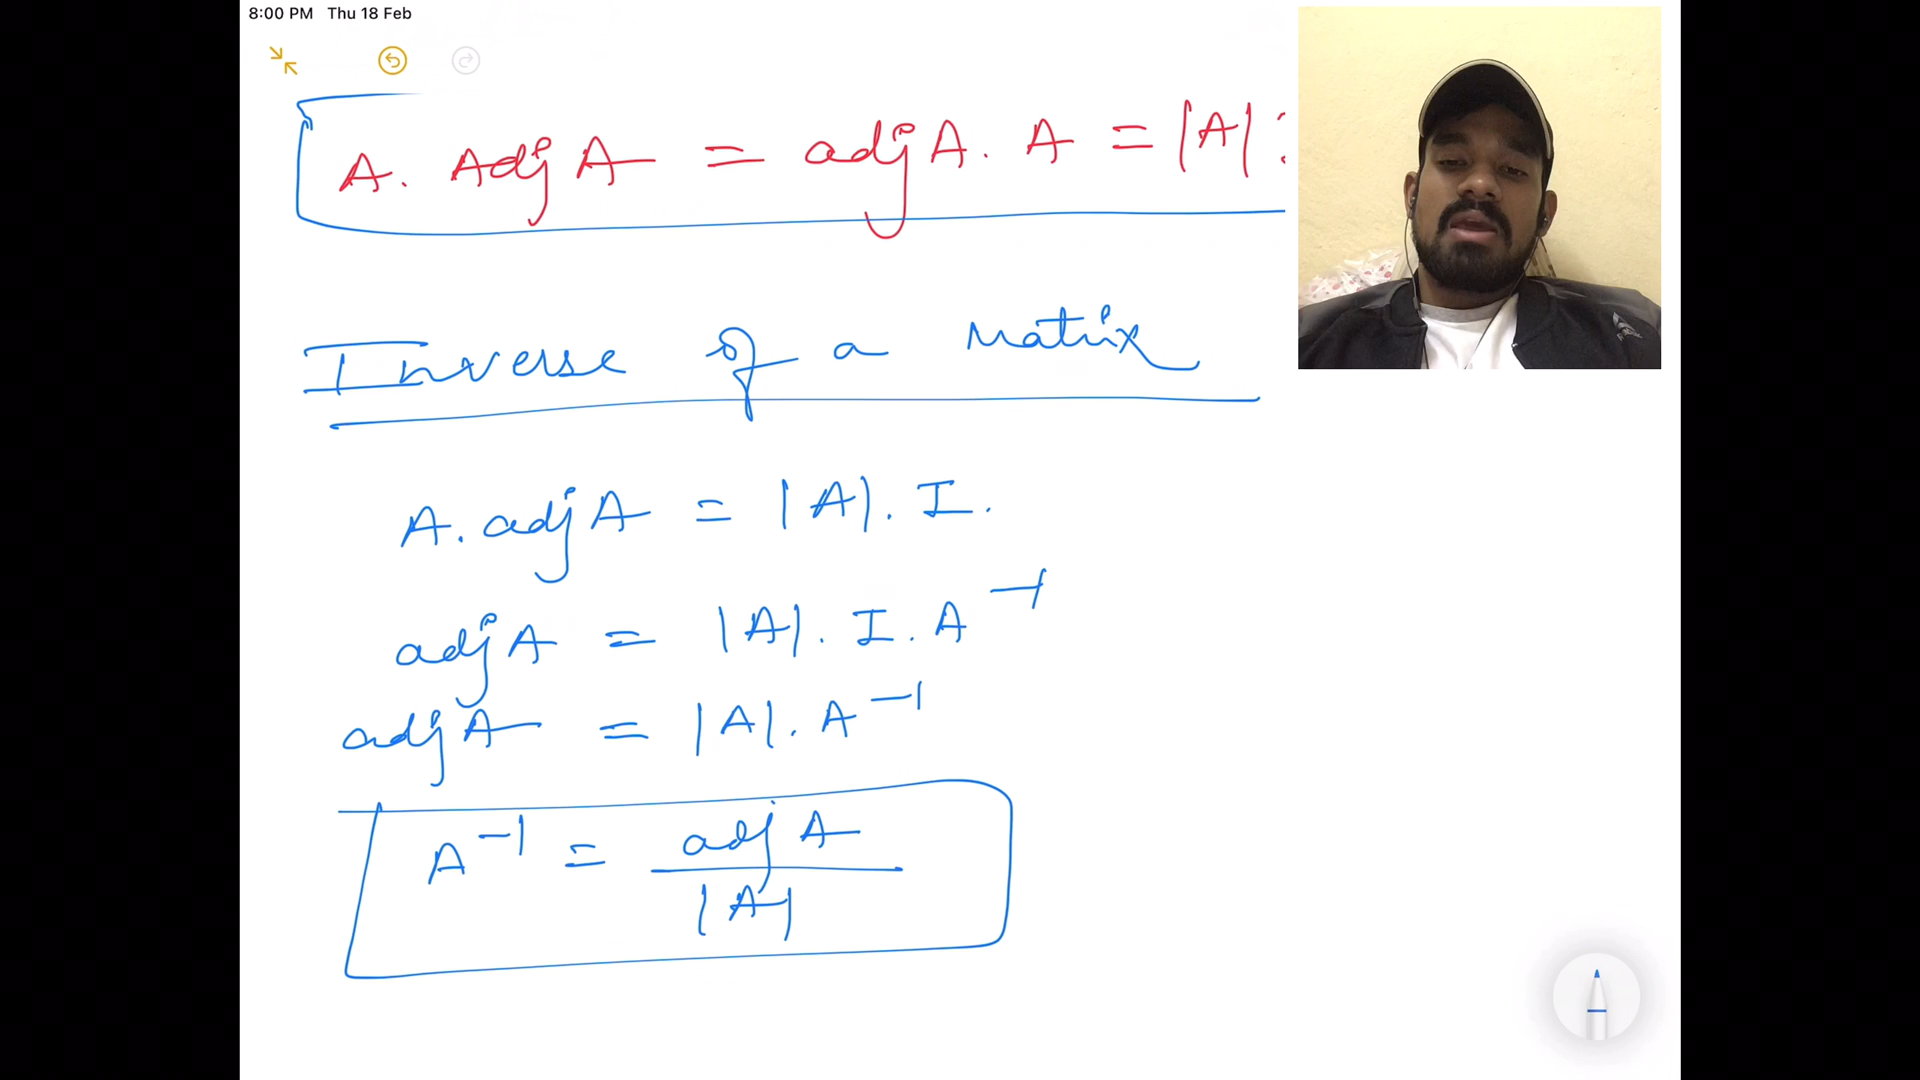 8:00 PM Thu 18 Feb
A. Adj A = adj A. A = |A|
Inverse of a Matrix
A. adj A = |A|. I.
adj A = |A|. I. A⁻¹
adj A = |A|. A⁻¹
A⁻¹ = adj A
|A|